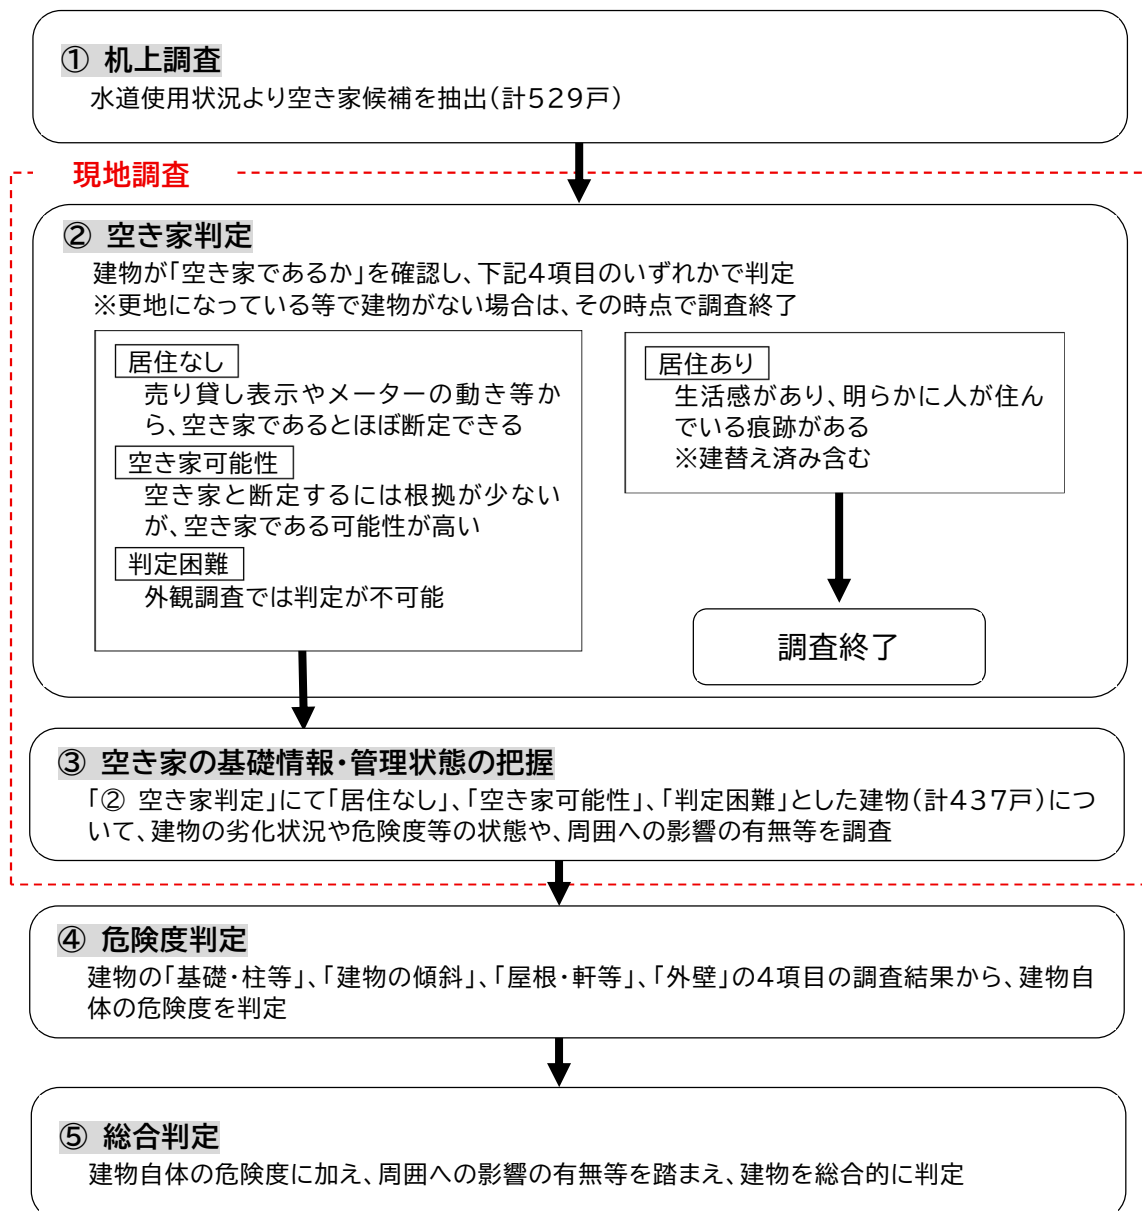 ① 机上調査
水道使用状況より空き家候補を抽出(計529戸)
現地調査
② 空き家判定
建物が「空き家であるか」を確認し、下記4項目のいずれかで判定
※更地になっている等で建物がない場合は、その時点で調査終了
居住なし
売り貸し表示やメーターの動き等か
ら、空き家であるとほぼ断定できる
空き家可能性
空き家と断定するには根拠が少ない
が、空き家である可能性が高い
判定困難
外観調査では判定が不可能
居住あり
生活感があり、明らかに人が住ん
でいる痕跡がある
※建替え済み含む
調査終了
③ 空き家の基礎情報・管理状態の把握
「② 空き家判定」にて「居住なし」、「空き家可能性」、「判定困難」とした建物(計437戸)につ
いて、建物の劣化状況や危険度等の状態や、周囲への影響の有無等を調査
④ 危険度判定
建物の「基礎・柱等」、「建物の傾斜」、「屋根・軒等」、「外壁」の4項目の調査結果から、建物自
体の危険度を判定
⑤ 総合判定
建物自体の危険度に加え、周囲への影響の有無等を踏まえ、建物を総合的に判定